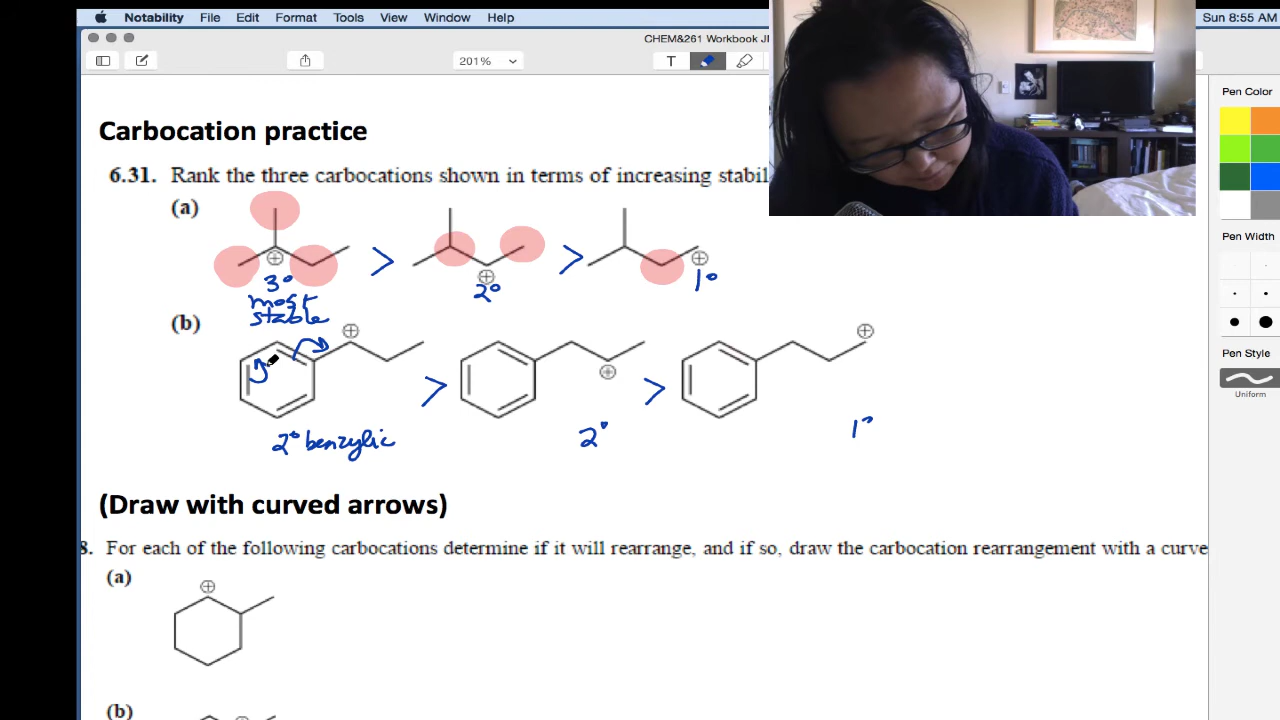 Notability File Edit Format Tools View Window Help Sun 8:55 AM
CHEM&261 Workbook
201% T
Pen Color
Carbocation practice
6.31. Rank the three carbocations shown in terms of increasing
(a)
> >
3° 2° 1°
most
stable
Pen Width
(b)
Pen Style
Uniform
> >
2° benzylic 2° 1°
(Draw with curved arrows)
8. For each of the following carbocations determine if it will rearrange, and if so, draw the carbocation rearrangement with a curve
(a)
(b)